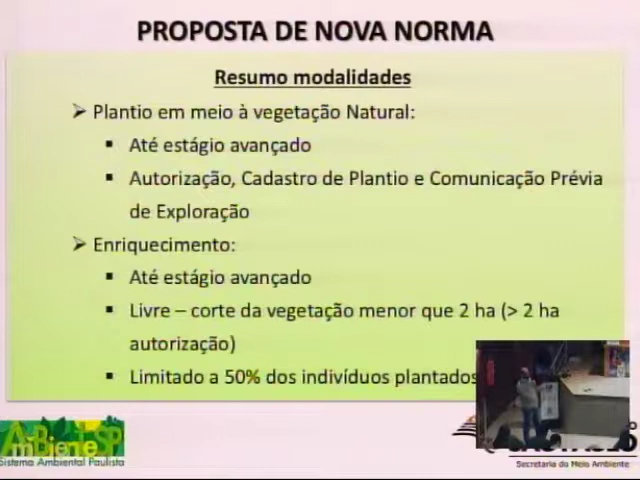 PROPOSTA DE NOVA NORMA
Resumo modalidades
➢ Plantio em meio à vegetação Natural:
▪ Até estágio avançado
▪ Autorização, Cadastro de Plantio e Comunicação Prévia
de Exploração
➢ Enriquecimento:
▪ Até estágio avançado
▪ Livre – corte da vegetação menor que 2 ha (> 2 ha
autorização)
▪ Limitado a 50% dos indivíduos plantados
AmBienteSP
Sistema Ambiental Paulista
Secretaria do Meio Ambiente